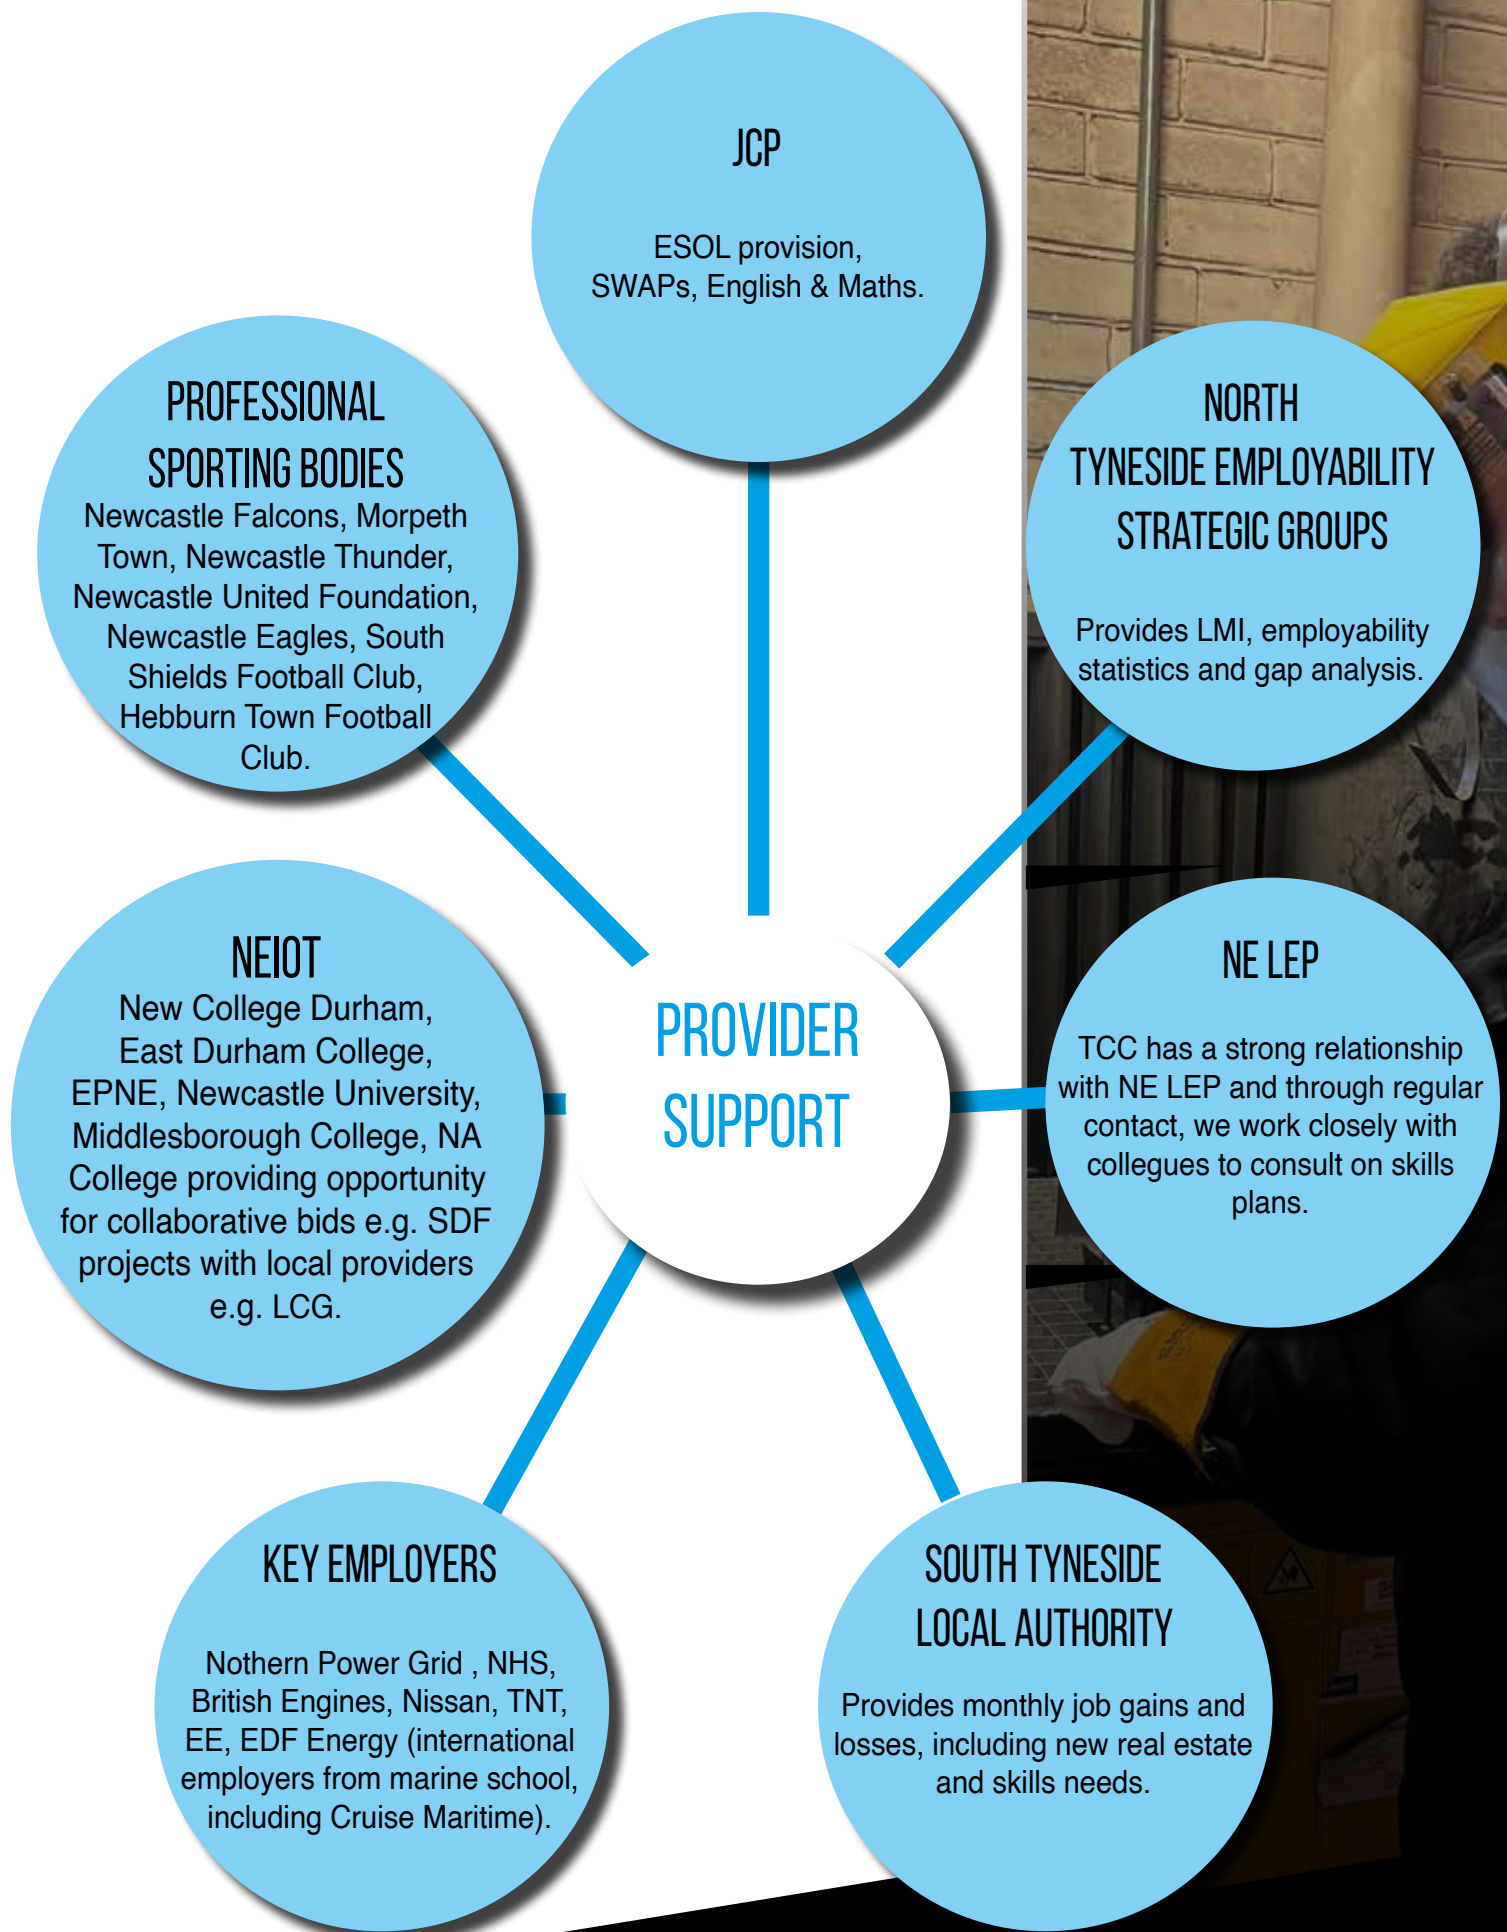 JCP
ESOL provision,
SWAPs, English & Maths.
PROFESSIONAL
SPORTING BODIES
Newcastle Falcons, Morpeth
Town, Newcastle Thunder,
Newcastle United Foundation,
Newcastle Eagles, South
Shields Football Club,
Hebburn Town Football
Club.
NORTH
TYNESIDE EMPLOYABILITY
STRATEGIC GROUPS
Provides LMI, employability
statistics and gap analysis.
NEIOT
New College Durham,
East Durham College,
EPNE, Newcastle University,
Middlesborough College, NA
College providing opportunity
for collaborative bids e.g. SDF
projects with local providers
e.g. LCG.
PROVIDER
SUPPORT
NE LEP
TCC has a strong relationship
with NE LEP and through regular
contact, we work closely with
collegues to consult on skills
plans.
KEY EMPLOYERS
Nothern Power Grid , NHS,
British Engines, Nissan, TNT,
EE, EDF Energy (international
employers from marine school,
including Cruise Maritime).
SOUTH TYNESIDE
LOCAL AUTHORITY
Provides monthly job gains and
losses, including new real estate
and skills needs.